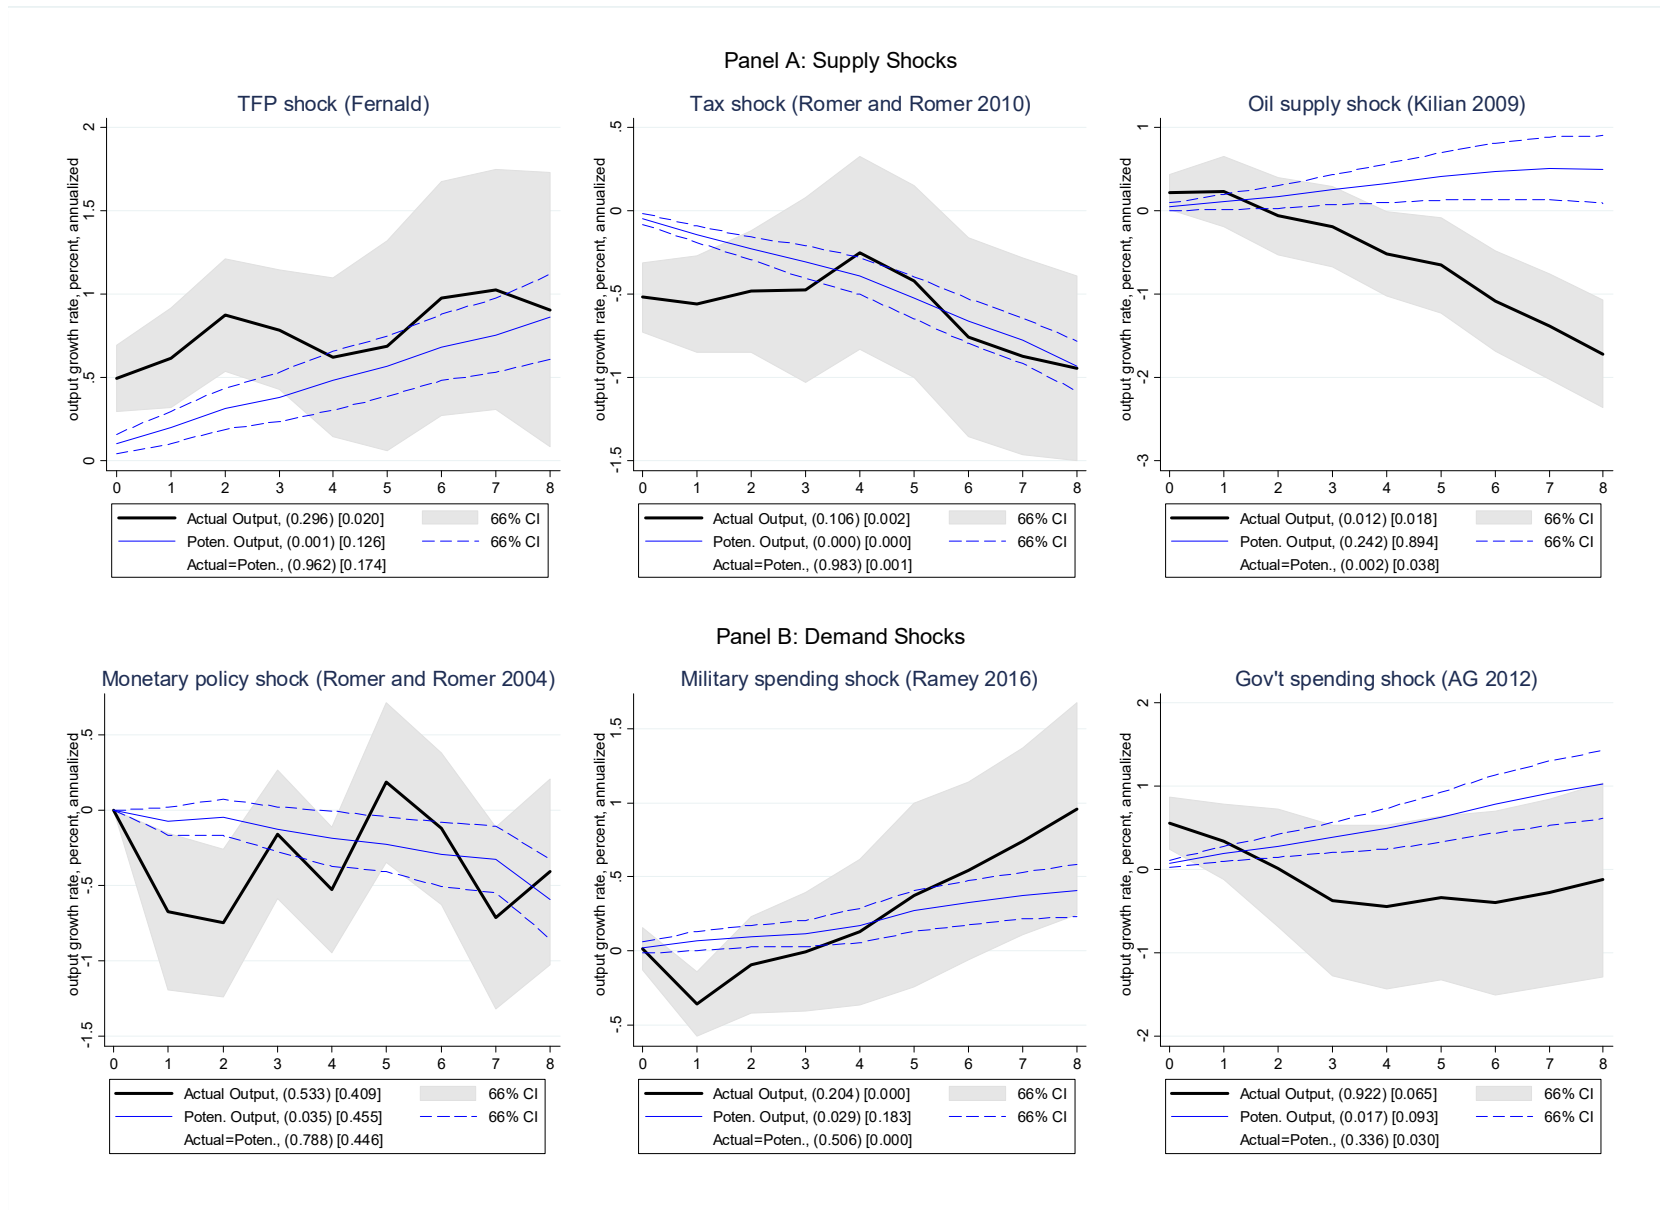 Panel A: Supply Shocks
TFP shock (Fernald)
output growth rate, percent, annualized
2
1.5
1
.5
0
0 1 2 3 4 5 6 7 8
Actual Output, (0.296) [0.020] 66% CI
Poten. Output, (0.001) [0.126] 66% CI
Actual=Poten., (0.962) [0.174]
Tax shock (Romer and Romer 2010)
output growth rate, percent, annualized
.5
0
-.5
-1
-1.5
0 1 2 3 4 5 6 7 8
Actual Output, (0.106) [0.002] 66% CI
Poten. Output, (0.000) [0.000] 66% CI
Actual=Poten., (0.983) [0.001]
Oil supply shock (Kilian 2009)
output growth rate, percent, annualized
1
0
-1
-2
-3
0 1 2 3 4 5 6 7 8
Actual Output, (0.012) [0.018] 66% CI
Poten. Output, (0.242) [0.894] 66% CI
Actual=Poten., (0.002) [0.038]
Panel B: Demand Shocks
Monetary policy shock (Romer and Romer 2004)
output growth rate, percent, annualized
.5
0
-.5
-1
-1.5
0 1 2 3 4 5 6 7 8
Actual Output, (0.533) [0.409] 66% CI
Poten. Output, (0.035) [0.455] 66% CI
Actual=Poten., (0.788) [0.446]
Military spending shock (Ramey 2016)
output growth rate, percent, annualized
1.5
1
.5
0
-.5
0 1 2 3 4 5 6 7 8
Actual Output, (0.204) [0.000] 66% CI
Poten. Output, (0.029) [0.183] 66% CI
Actual=Poten., (0.506) [0.000]
Gov't spending shock (AG 2012)
output growth rate, percent, annualized
2
1
0
-1
-2
0 1 2 3 4 5 6 7 8
Actual Output, (0.922) [0.065] 66% CI
Poten. Output, (0.017) [0.093] 66% CI
Actual=Poten., (0.336) [0.030]